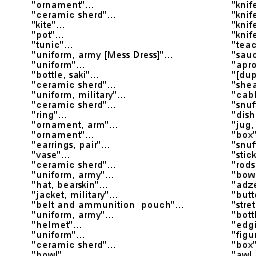 "ornament"... "knife
"ceramic sherd"... "knife
"kite"... "knife
"pot"... "knife
"tunic"... "teac
"uniform, army [Mess Dress]"... "sauc
"uniform"... "apro
"bottle, saki"... "[dup
"ceramic sherd"... "shea
"uniform, military"... "cabl
"ceramic sherd"... "snuf
"ring"... "dish
"ornament, arm"... "jug,
"ornament"... "box"
"earrings, pair"... "snuf
"vase"... "stick
"ceramic sherd"... "rods
"uniform, army"... "bow
"hat, bearskin"... "adze
"jacket, military"... "butt
"belt and ammunition pouch"... "stret
"uniform, army"... "bottl
"helmet"... "edgi
"uniform"... "figur
"ceramic sherd"... "box"
"bowl" "awl